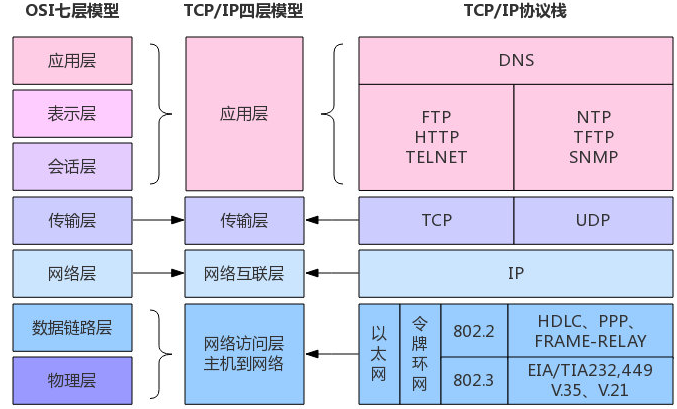 OSI七层模型
TCP/IP四层模型
TCP/IP协议栈
应用层
表示层
会话层
应用层
DNS
FTP
HTTP
TELNET
NTP
TFTP
SNMP
传输层
传输层
TCP
UDP
网络层
网络互联层
IP
数据链路层
物理层
网络访问层
主机到网络
以太网
令牌环网
802.2
HDLC、PPP、
FRAME-RELAY
802.3
EIA/TIA232,449
V.35、V.21